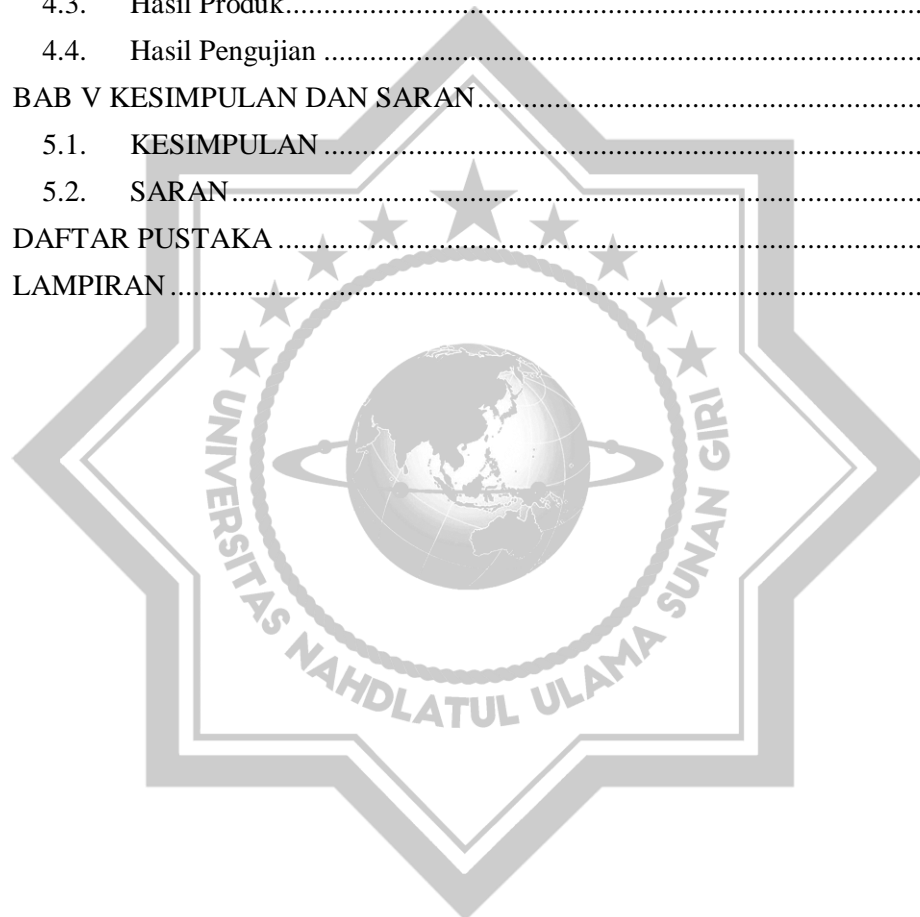 4.3. Hasil Produk..............................................................................
4.4. Hasil Pengujian ..........................................................................
BAB V KESIMPULAN DAN SARAN.......................................................
5.1. KESIMPULAN ..........................................................................
5.2. SARAN......................................................................................
DAFTAR PUSTAKA ................................................................................
LAMPIRAN ..............................................................................................
UNIVERSITAS NAHDLATUL ULAMA SUNAN GIRI